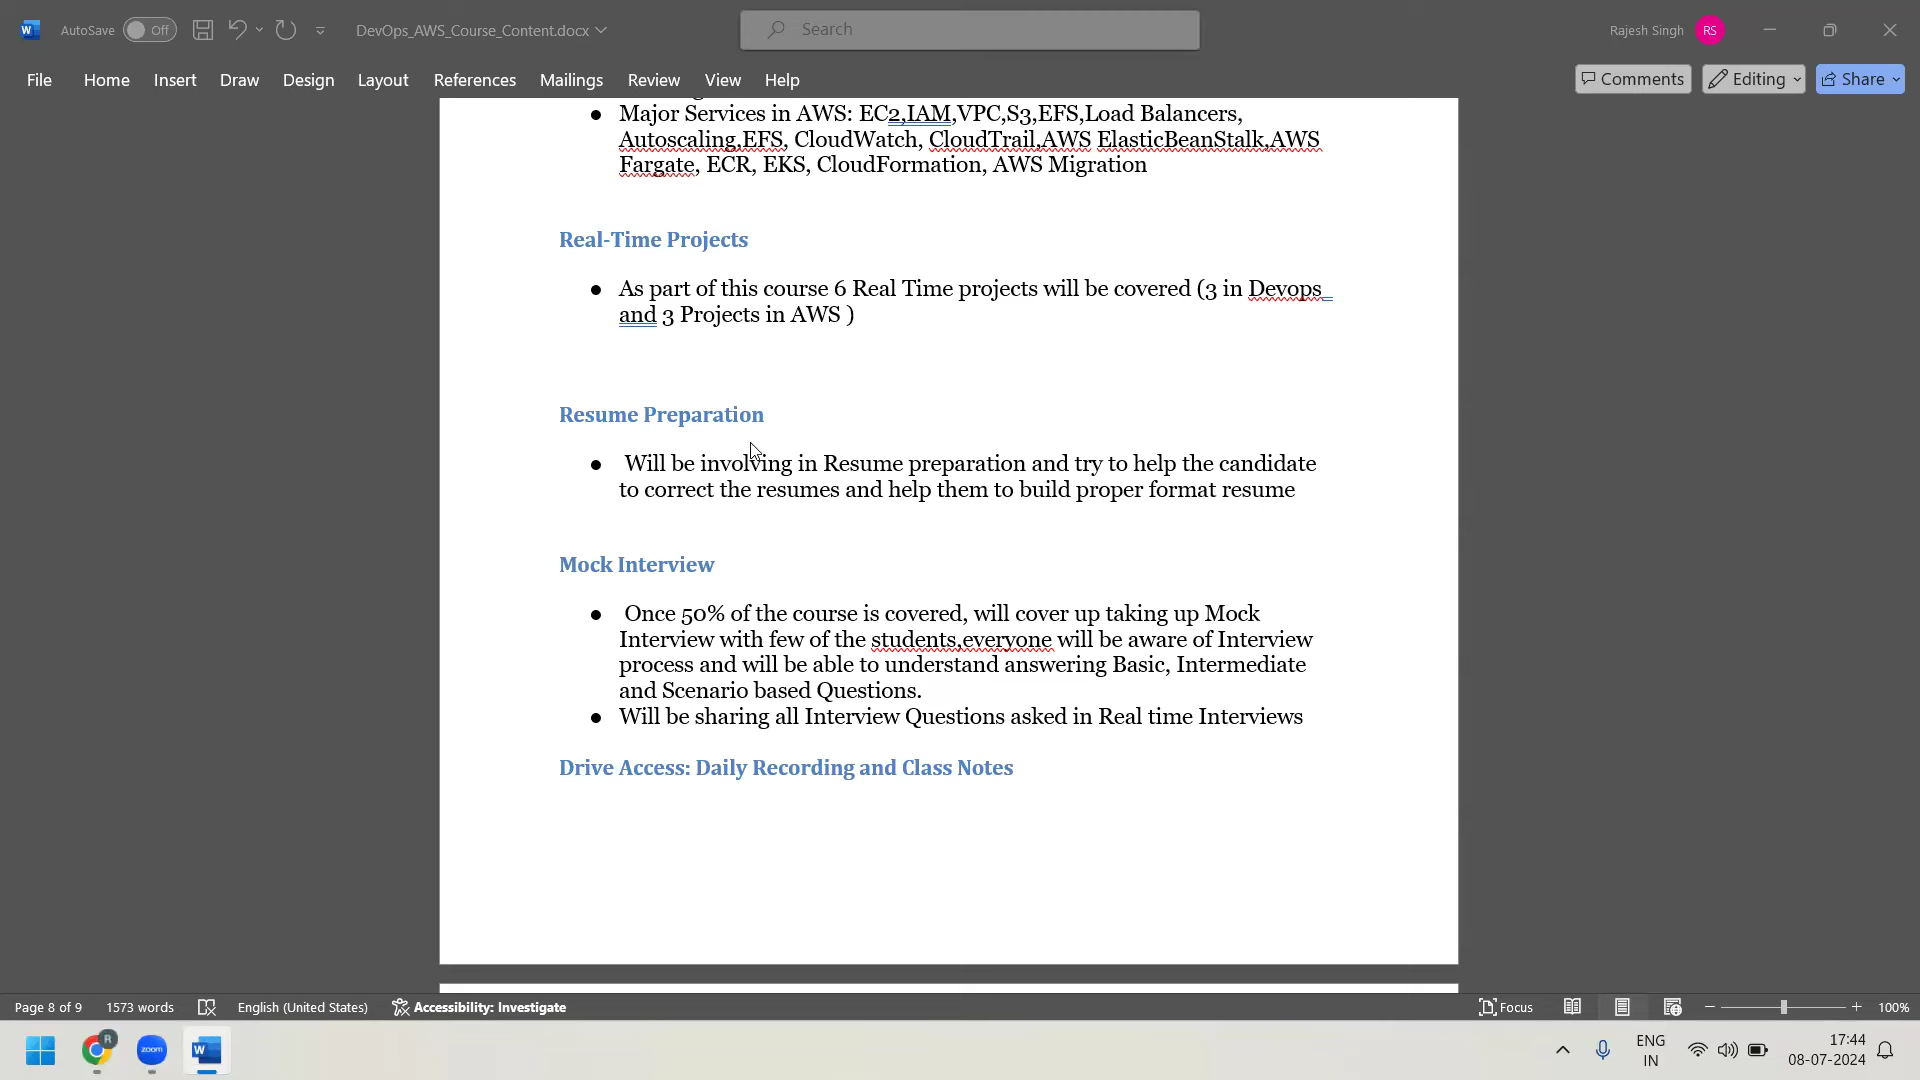 AutoSave Off DevOps_AWS_Course_Content.docx Search Rajesh Singh RS
File Home Insert Draw Design Layout References Mailings Review View Help Comments Editing Share
● Major Services in AWS: EC2,IAM,VPC,S3,EFS,Load Balancers,
Autoscaling,EFS, CloudWatch, CloudTrail,AWS ElasticBeanStalk,AWS
Fargate, ECR, EKS, CloudFormation, AWS Migration
Real-Time Projects
● As part of this course 6 Real Time projects will be covered (3 in Devops
and 3 Projects in AWS )
Resume Preparation
● Will be involving in Resume preparation and try to help the candidate
to correct the resumes and help them to build proper format resume
Mock Interview
● Once 50% of the course is covered, will cover up taking up Mock
Interview with few of the students,everyone will be aware of Interview
process and will be able to understand answering Basic, Intermediate
and Scenario based Questions.
● Will be sharing all Interview Questions asked in Real time Interviews
Drive Access: Daily Recording and Class Notes
Page 8 of 9 1573 words English (United States) Accessibility: Investigate Focus 100%
R zoom W ENG 17:44
IN 08-07-2024